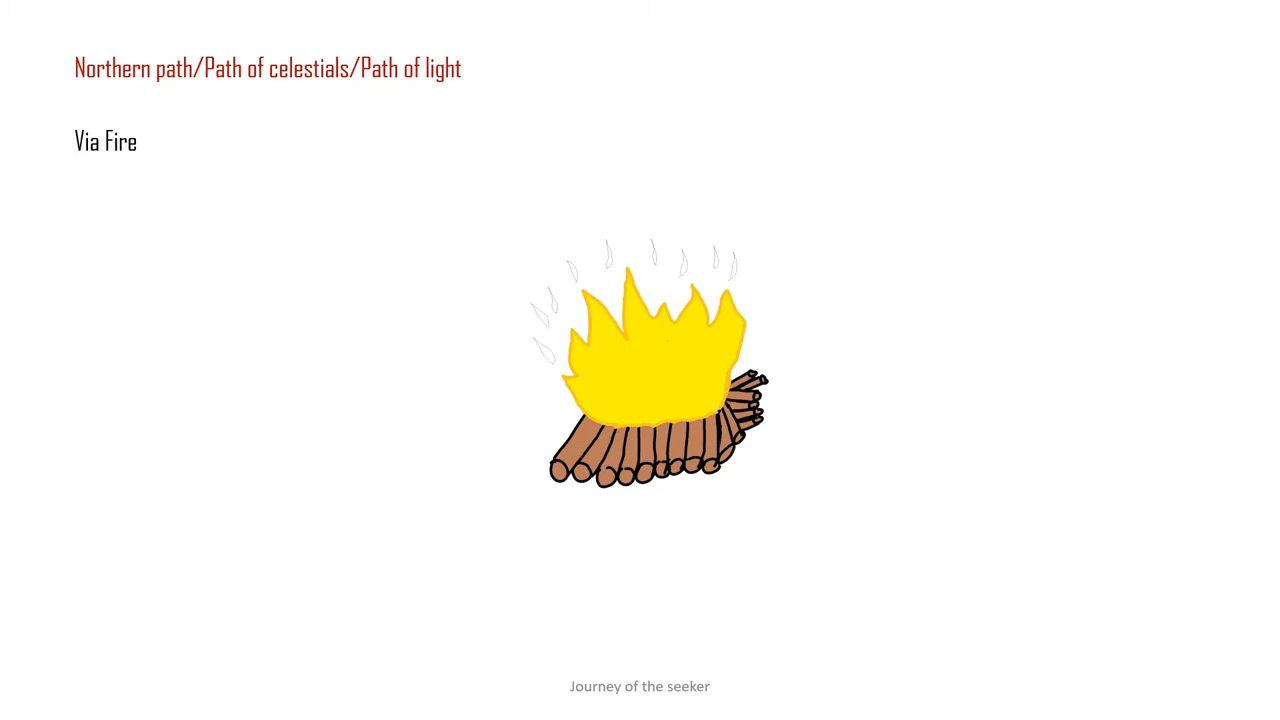 Northern path/Path of celestials/Path of light
Via Fire
Journey of the seeker